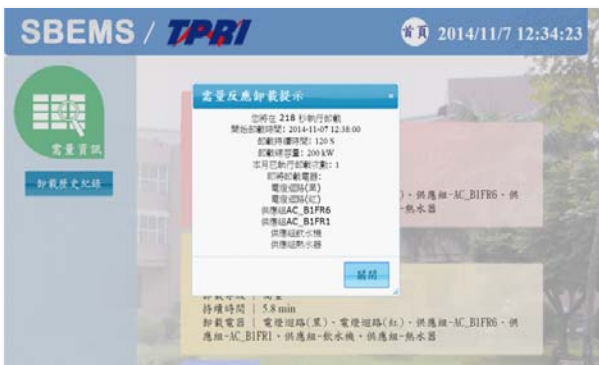 SBEMS / TPRI
首頁 2014/11/7 12:34:23
需量資訊
卸載歷史紀錄
需量反應卸載提示
您將在 218 秒執行卸載
開始卸載時間: 2014-11-07 12:38:00
卸載持續時間: 120 S
卸載總容量: 200 kW
本月已執行卸載次數: 1
即將卸載電器:
電燈迴路(黑)
電燈迴路(紅)
供應組AC_B1FR6
供應組AC_B1FR1
供應組飲水機
供應組熱水器
關閉
)、供應組-AC_B1FR6、供
-熱水器
持續時間 | 5.8 min
卸載電器 | 電燈迴路(黑)、電燈迴路(紅)、供應組-AC_B1FR6、供
應組-AC_B1FR1、供應組-飲水機、供應組-熱水器